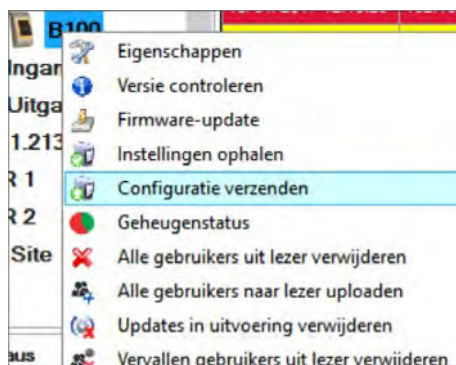 B100
Eigenschappen
Versie controleren
Firmware-update
Instellingen ophalen
Configuratie verzenden
Geheugenstatus
Alle gebruikers uit lezer verwijderen
Alle gebruikers naar lezer uploaden
Updates in uitvoering verwijderen
Vervallen gebruikers uit lezer verwijderen
Ingan
Uitga
1.213
R 1
R 2
Site
aus